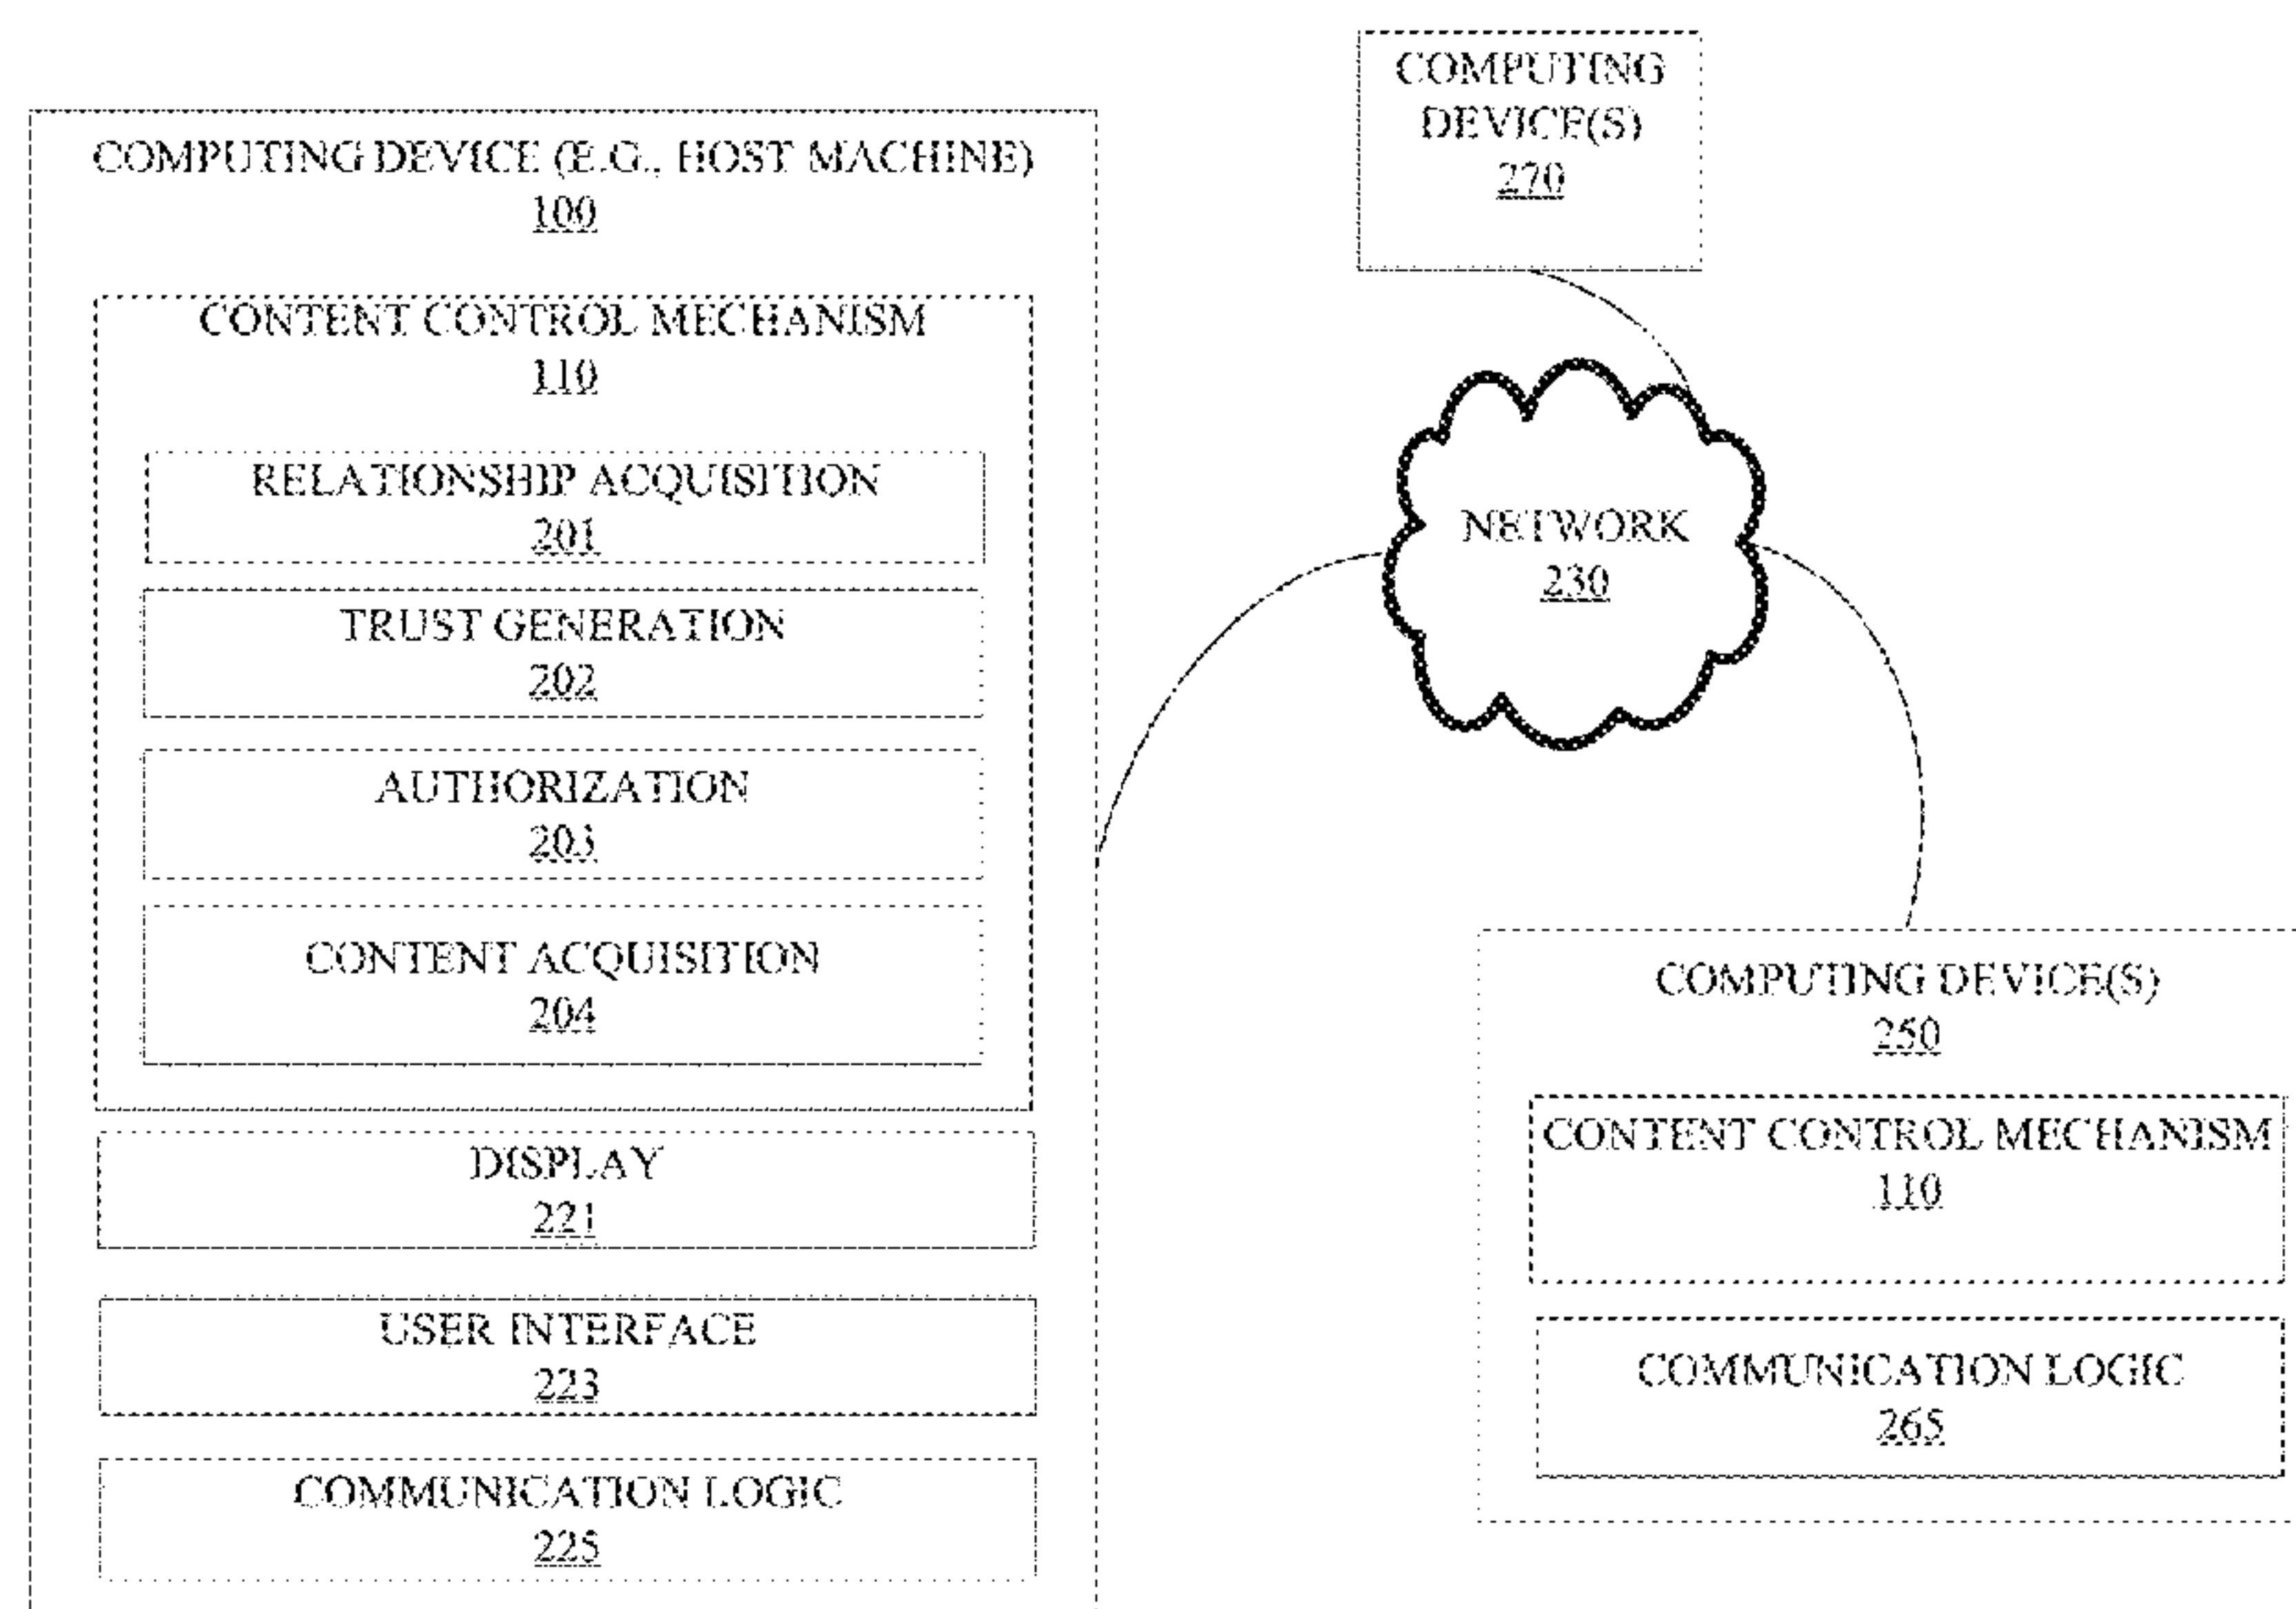 COMPUTING DEVICE (E.G., HOST MACHINE)
100
CONTENT CONTROL MECHANISM
110
RELATIONSHIP ACQUISITION
201
TRUST GENERATION
202
AUTHORIZATION
203
CONTENT ACQUISITION
204
DISPLAY
221
USER INTERFACE
223
COMMUNICATION LOGIC
225
COMPUTING
DEVICE(S)
270
NETWORK
230
COMPUTING DEVICE(S)
250
CONTENT CONTROL MECHANISM
110
COMMUNICATION LOGIC
265